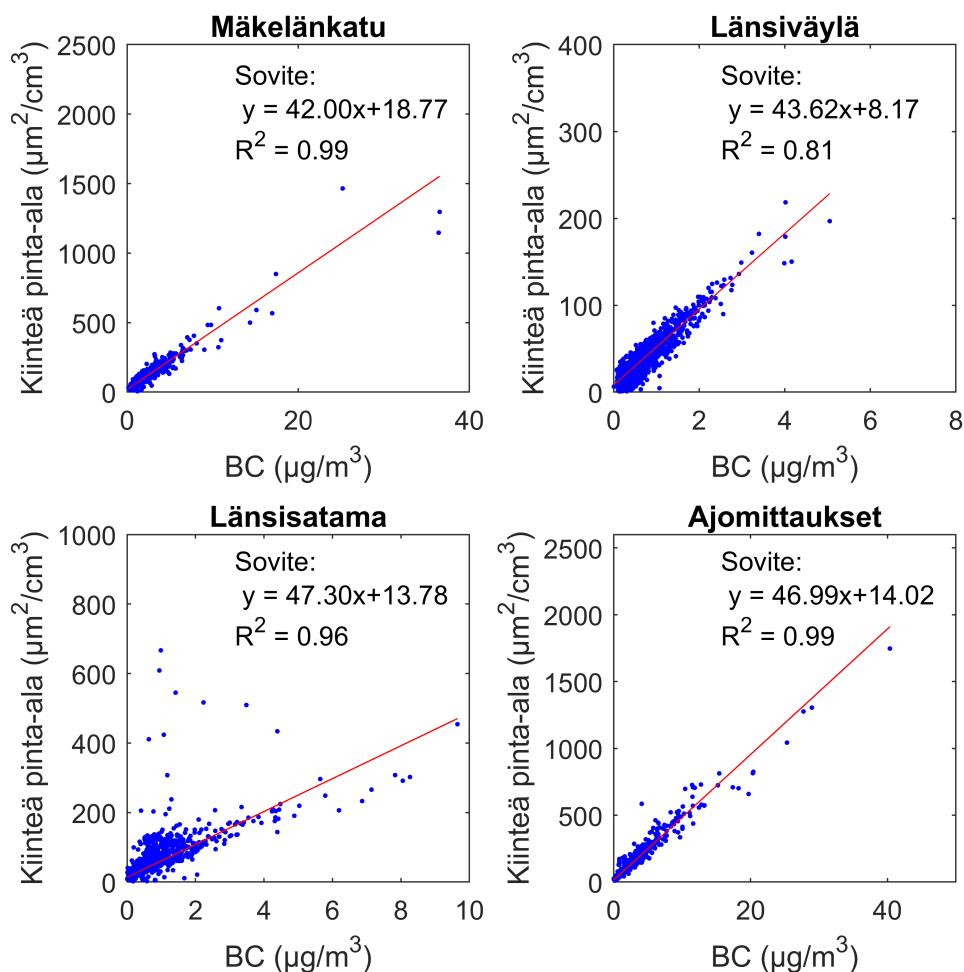 Mäkelänkatu
2500
2000
1500
1000
500
0
0 20 40
Kiinteä pinta-ala (µm²/cm³)
BC (µg/m³)
Sovite:
y = 42.00x+18.77
R² = 0.99
Länsiväylä
400
300
200
100
0
0 2 4 6 8
Kiinteä pinta-ala (µm²/cm³)
BC (µg/m³)
Sovite:
y = 43.62x+8.17
R² = 0.81
Länsisatama
1000
800
600
400
200
0
0 2 4 6 8 10
Kiinteä pinta-ala (µm²/cm³)
BC (µg/m³)
Sovite:
y = 47.30x+13.78
R² = 0.96
Ajomittaukset
2500
2000
1500
1000
500
0
0 20 40
Kiinteä pinta-ala (µm²/cm³)
BC (µg/m³)
Sovite:
y = 46.99x+14.02
R² = 0.99